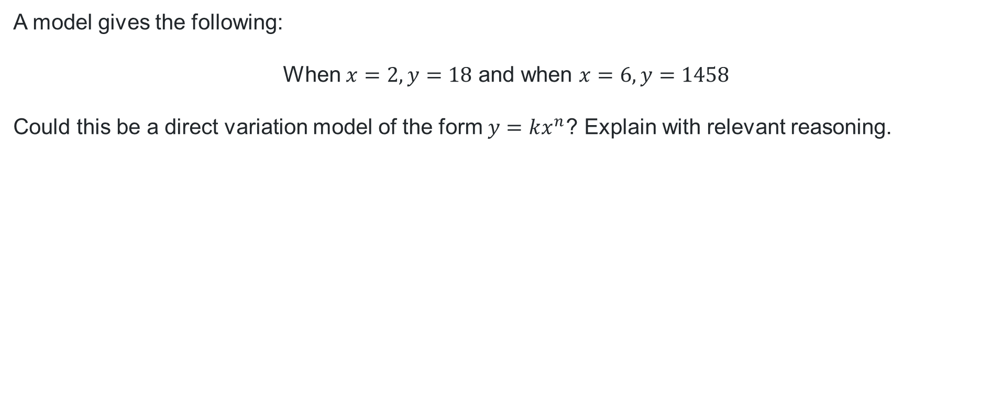 A model gives the following:
When x = 2, y = 18 and when x = 6, y = 1458
Could this be a direct variation model of the form y = kxⁿ? Explain with relevant reasoning.